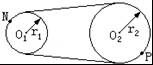 N
O₁ r₁
O₂ r₂
P